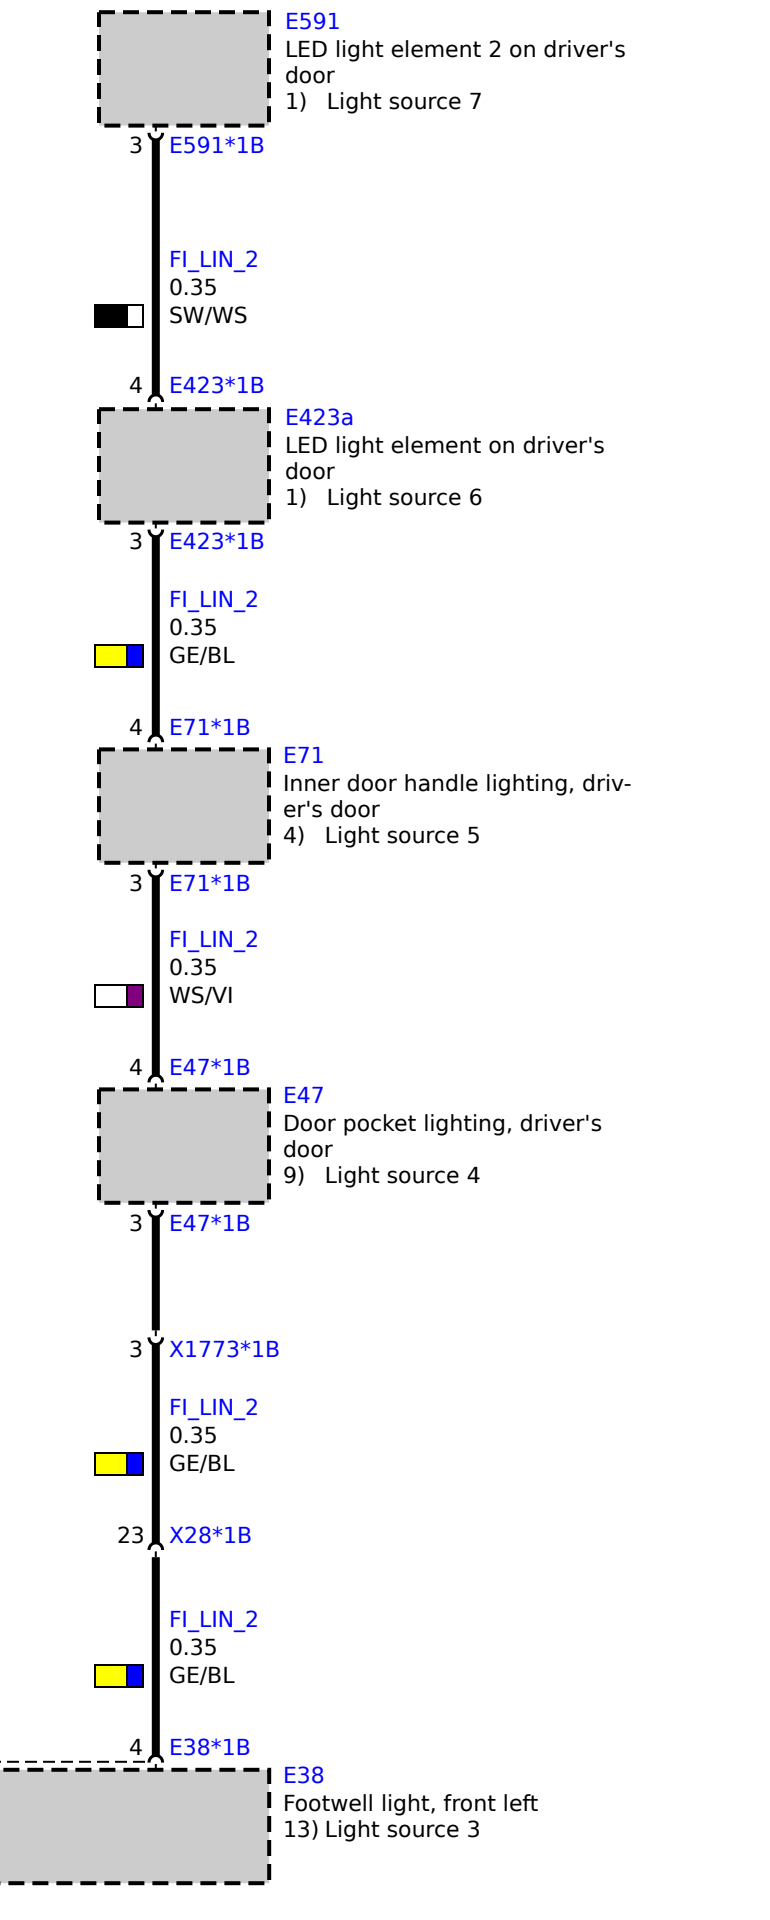 E591
LED light element 2 on driver's
door
1) Light source 7
3 E591*1B
FI_LIN_2
0.35
SW/WS
4 E423*1B
E423a
LED light element on driver's
door
1) Light source 6
3 E423*1B
FI_LIN_2
0.35
GE/BL
4 E71*1B
E71
Inner door handle lighting, driv-
er's door
4) Light source 5
3 E71*1B
FI_LIN_2
0.35
WS/VI
4 E47*1B
E47
Door pocket lighting, driver's
door
9) Light source 4
3 E47*1B
3 X1773*1B
FI_LIN_2
0.35
GE/BL
23 X28*1B
FI_LIN_2
0.35
GE/BL
4 E38*1B
E38
Footwell light, front left
13) Light source 3